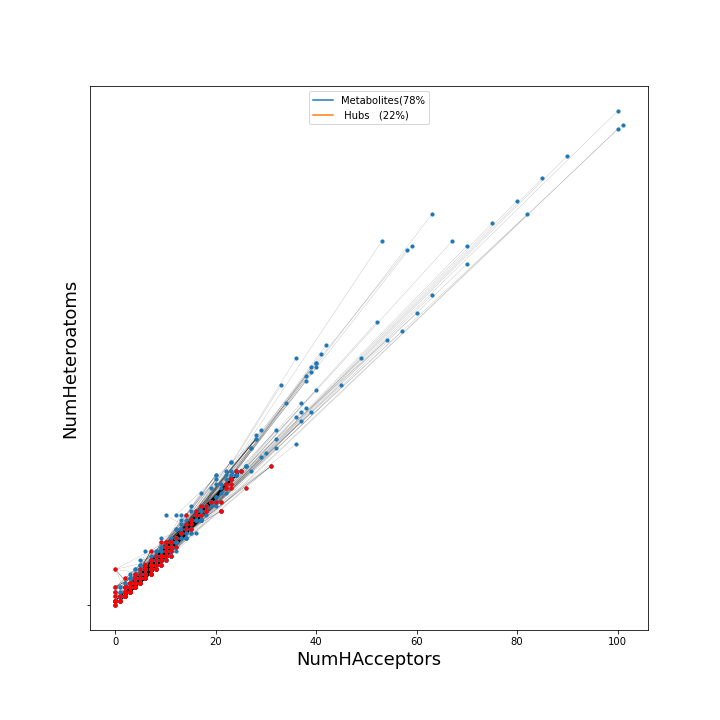 Metabolites(78%
Hubs (22%)
NumHeteroatoms
0 20 40 60 80 100
NumHAcceptors